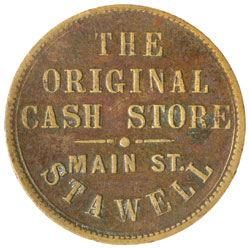 THE
ORIGINAL
CASH STORE
MAIN ST.
STAWELL